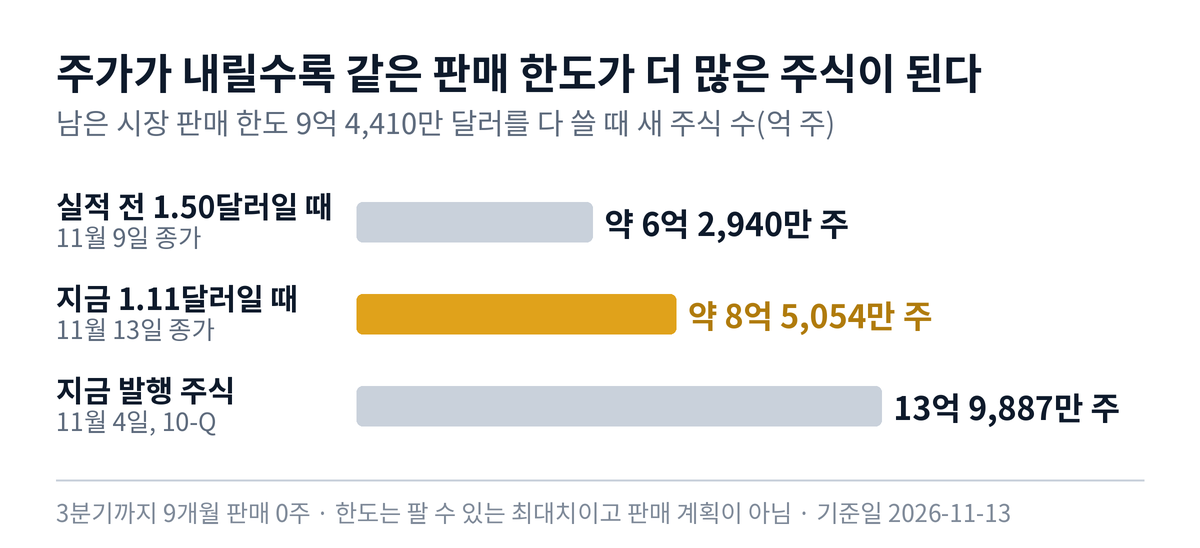 주가가 내릴수록 같은 판매 한도가 더 많은 주식이 된다
남은 시장 판매 한도 9억 4,410만 달러를 다 쓸 때 새 주식 수(억 주)
실적 전 1.50달러일 때
11월 9일 종가
약 6억 2,940만 주
지금 1.11달러일 때
11월 13일 종가
약 8억 5,054만 주
지금 발행 주식
11월 4일, 10-Q
13억 9,887만 주
3분기까지 9개월 판매 0주 · 한도는 팔 수 있는 최대치이고 판매 계획이 아님 · 기준일 2026-11-13